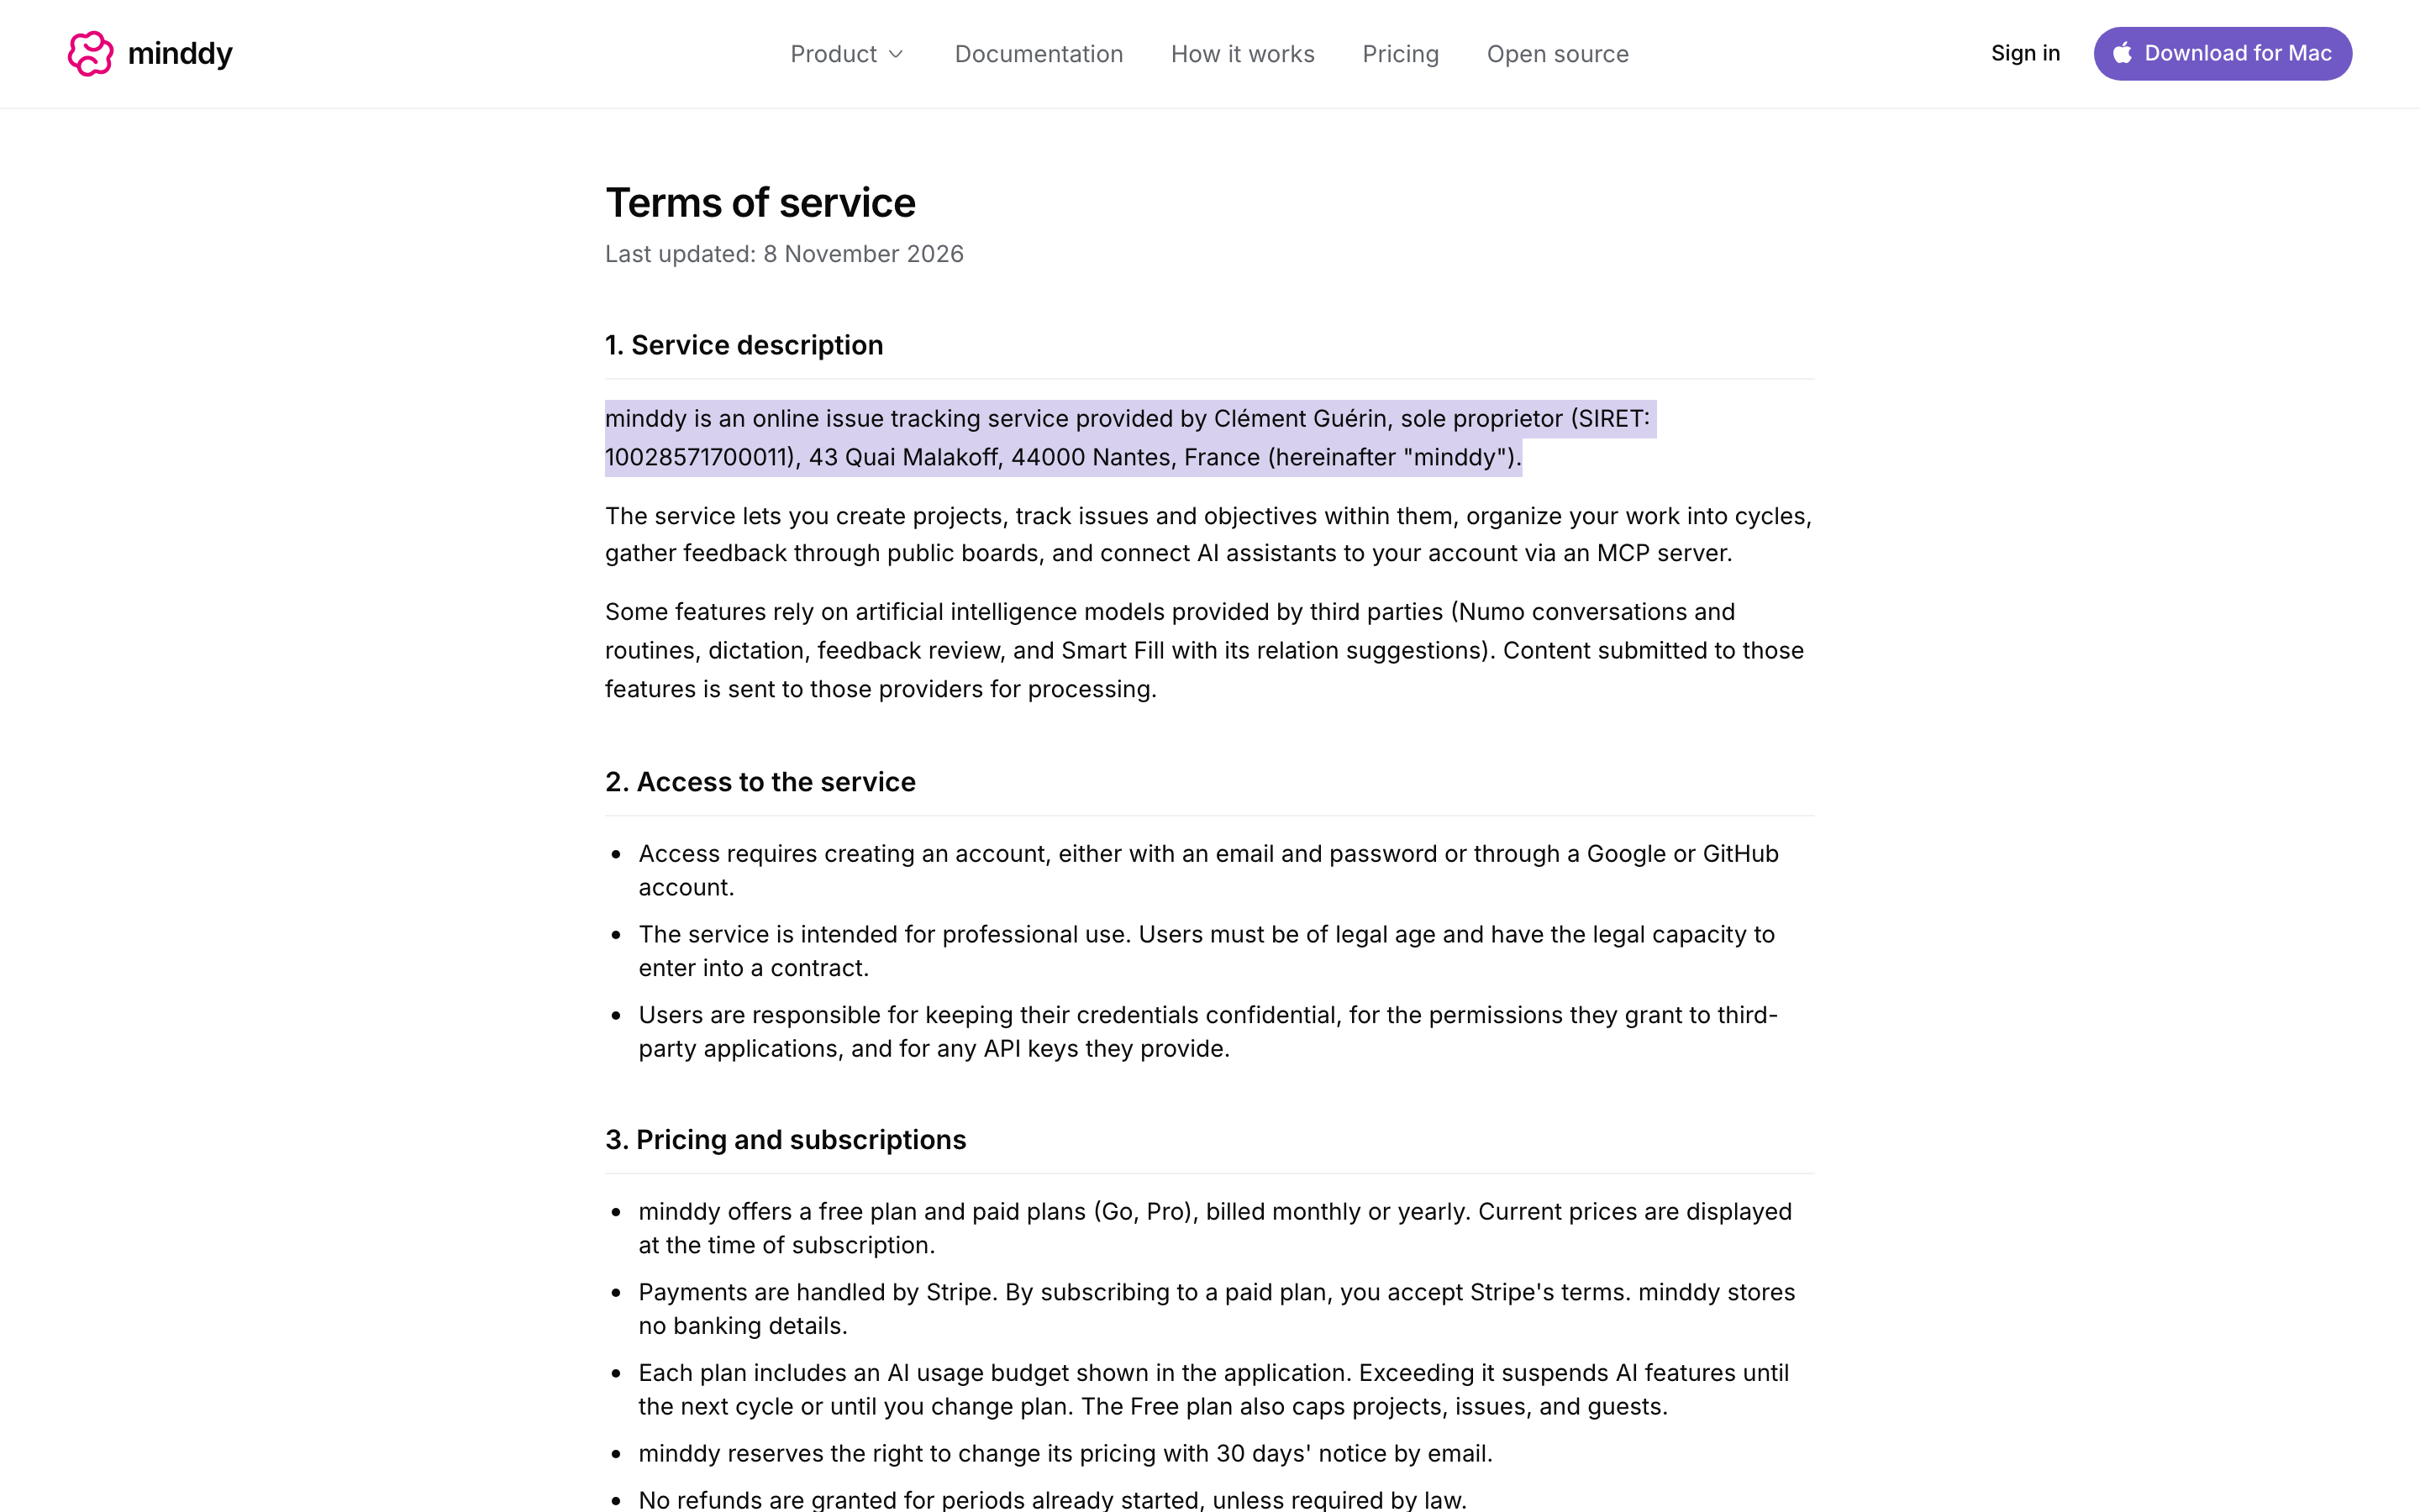 minddy
Product
Documentation
How it works
Pricing
Open source
Sign in
Download for Mac
Terms of service
Last updated: 8 November 2026
1. Service description
minddy is an online issue tracking service provided by Clément Guérin, sole proprietor (SIRET:
10028571700011), 43 Quai Malakoff, 44000 Nantes, France (hereinafter "minddy").
The service lets you create projects, track issues and objectives within them, organize your work into cycles,
gather feedback through public boards, and connect AI assistants to your account via an MCP server.
Some features rely on artificial intelligence models provided by third parties (Numo conversations and
routines, dictation, feedback review, and Smart Fill with its relation suggestions). Content submitted to those
features is sent to those providers for processing.
2. Access to the service
• Access requires creating an account, either with an email and password or through a Google or GitHub
account.
• The service is intended for professional use. Users must be of legal age and have the legal capacity to
enter into a contract.
• Users are responsible for keeping their credentials confidential, for the permissions they grant to third-
party applications, and for any API keys they provide.
3. Pricing and subscriptions
• minddy offers a free plan and paid plans (Go, Pro), billed monthly or yearly. Current prices are displayed
at the time of subscription.
• Payments are handled by Stripe. By subscribing to a paid plan, you accept Stripe's terms. minddy stores
no banking details.
• Each plan includes an AI usage budget shown in the application. Exceeding it suspends AI features until
the next cycle or until you change plan. The Free plan also caps projects, issues, and guests.
• minddy reserves the right to change its pricing with 30 days' notice by email.
• No refunds are granted for periods already started, unless required by law.